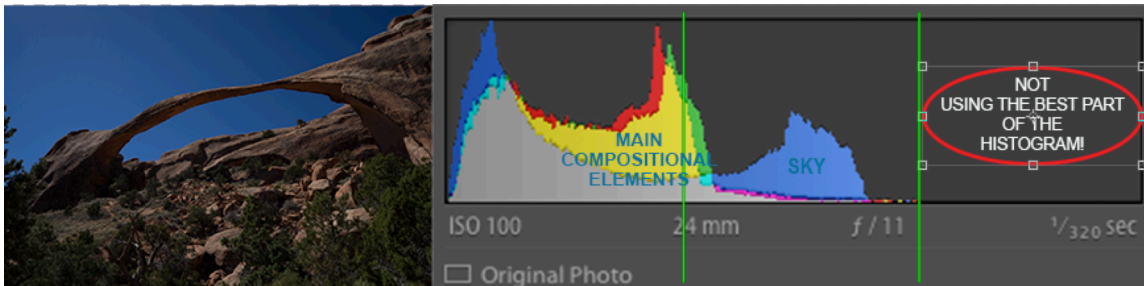 NOT
USING THE BEST PART
OF THE
HISTOGRAM!
MAIN
COMPOSITIONAL
ELEMENTS
SKY
ISO 100 24 mm ƒ / 11 1/320 sec
Original Photo